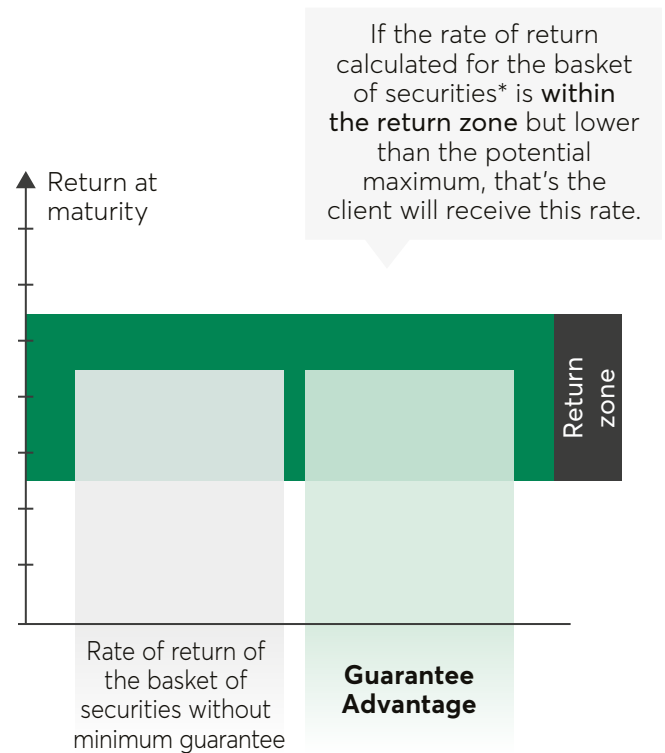 If the rate of return
calculated for the basket
of securities* is within
the return zone but lower
than the potential
maximum, that's the
client will receive this rate.
Return at
maturity
Return
zone
Rate of return of
the basket of
securities without
minimum guarantee
Guarantee
Advantage